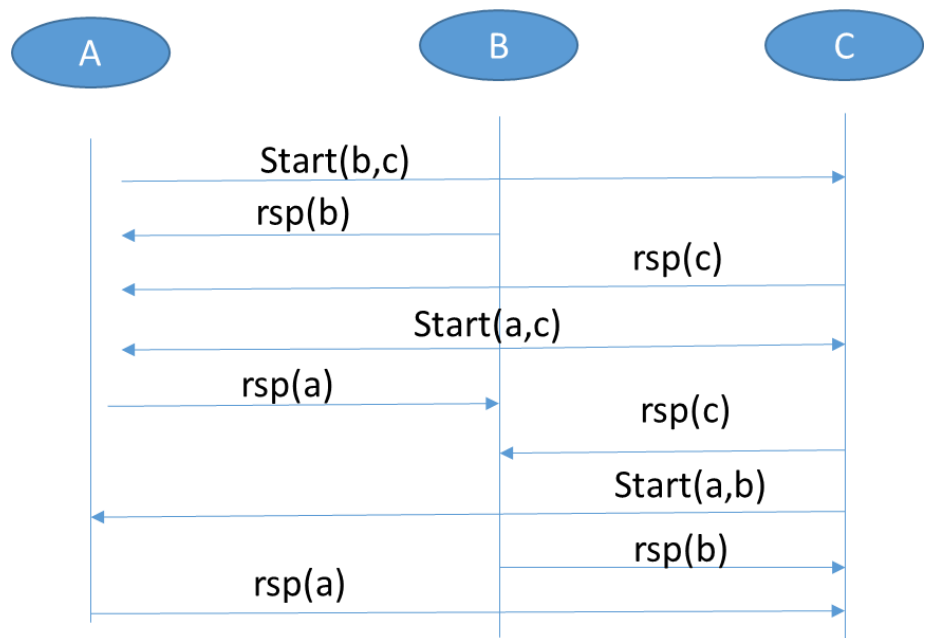 A
B
C
Start(b,c)
rsp(b)
rsp(c)
Start(a,c)
rsp(a)
rsp(c)
Start(a,b)
rsp(b)
rsp(a)